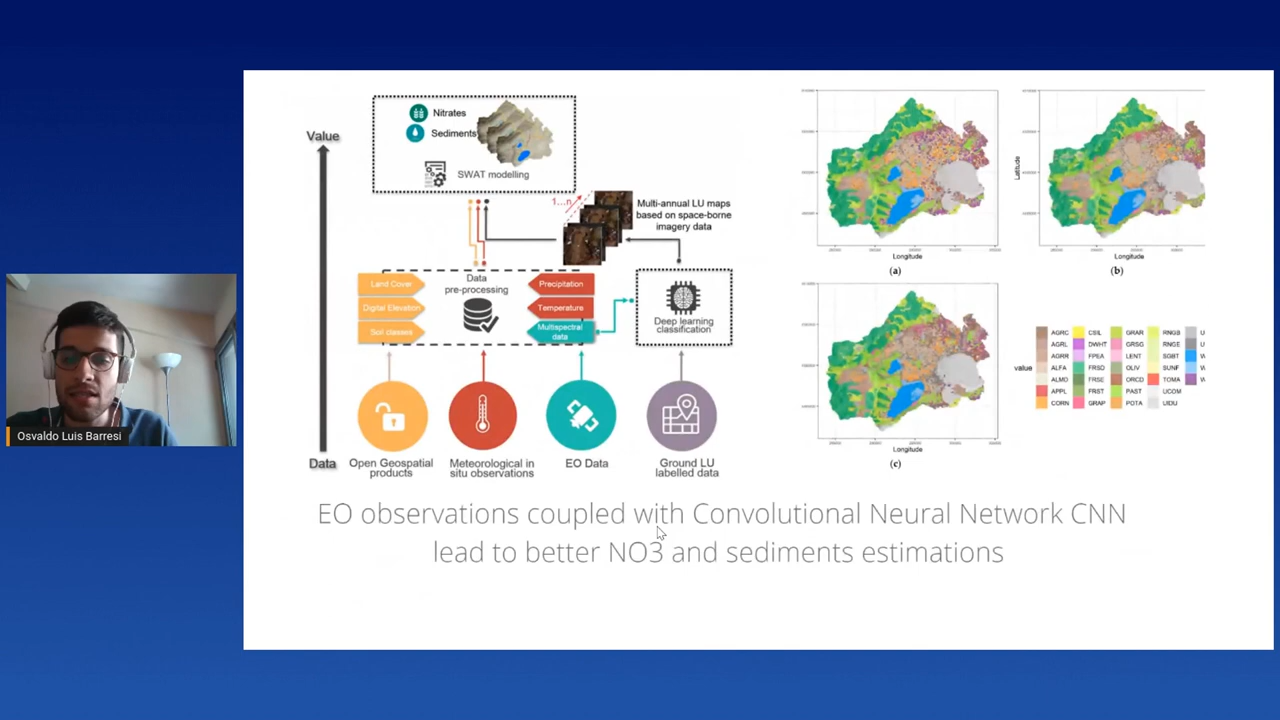 Value
Nitrates
Sediments
SWAT modelling
1...n
Multi-annual LU maps
based on space-borne
imagery data
Land Cover
Digital Elevation
Soil classes
Data
pre-processing
Precipitation
Temperature
Multispectral
data
Deep learning
classification
Data
Open Geospatial
products
Meteorological in
situ observations
EO Data
Ground LU
labelled data
Longitude
(a)
Latitude
Longitude
(b)
Longitude
(c)
value
AGRC CSIL GRAR RNGB U
AGRL DWHT GRSG RNGE U
AGRR FPEA LENT SGBT W
ALFA FRSD OLIV SUNF W
ALMD FRSE ORCD TOMA W
APPL FRST PAST UCOM
CORN GRAP POTA UIDU
EO observations coupled with Convolutional Neural Network CNN
lead to better NO3 and sediments estimations
Osvaldo Luis Barresi